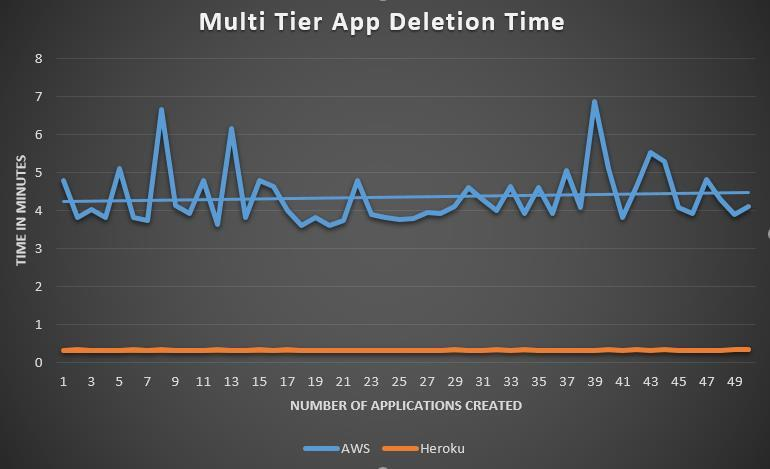 Multi Tier App Deletion Time
8
7
6
5
4
3
2
1
0
TIME IN MINUTES
1 3 5 7 9 11 13 15 17 19 21 23 25 27 29 31 33 35 37 39 41 43 45 47 49
NUMBER OF APPLICATIONS CREATED
AWS Heroku